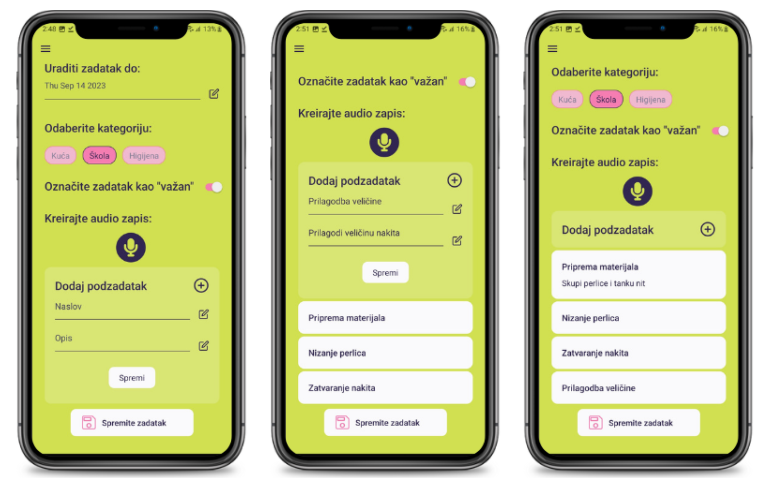 2:48
13%
Uraditi zadatak do:
Thu Sep 14 2023
Odaberite kategoriju:
Kuća Škola Higijena
Označite zadatak kao "važan"
Kreirajte audio zapis:
Dodaj podzadatak
Naslov
Opis
Spremi
Spremite zadatak
2:51
16%
Označite zadatak kao "važan"
Kreirajte audio zapis:
Dodaj podzadatak
Prilagodba veličine
Prilagodi veličinu nakita
Spremi
Priprema materijala
Nizanje perlica
Zatvaranje nakita
Spremite zadatak
2:51
16%
Odaberite kategoriju:
Kuća Škola Higijena
Označite zadatak kao "važan"
Kreirajte audio zapis:
Dodaj podzadatak
Priprema materijala
Skupi perlice i tanku nit
Nizanje perlica
Zatvaranje nakita
Prilagodba veličine
Spremite zadatak